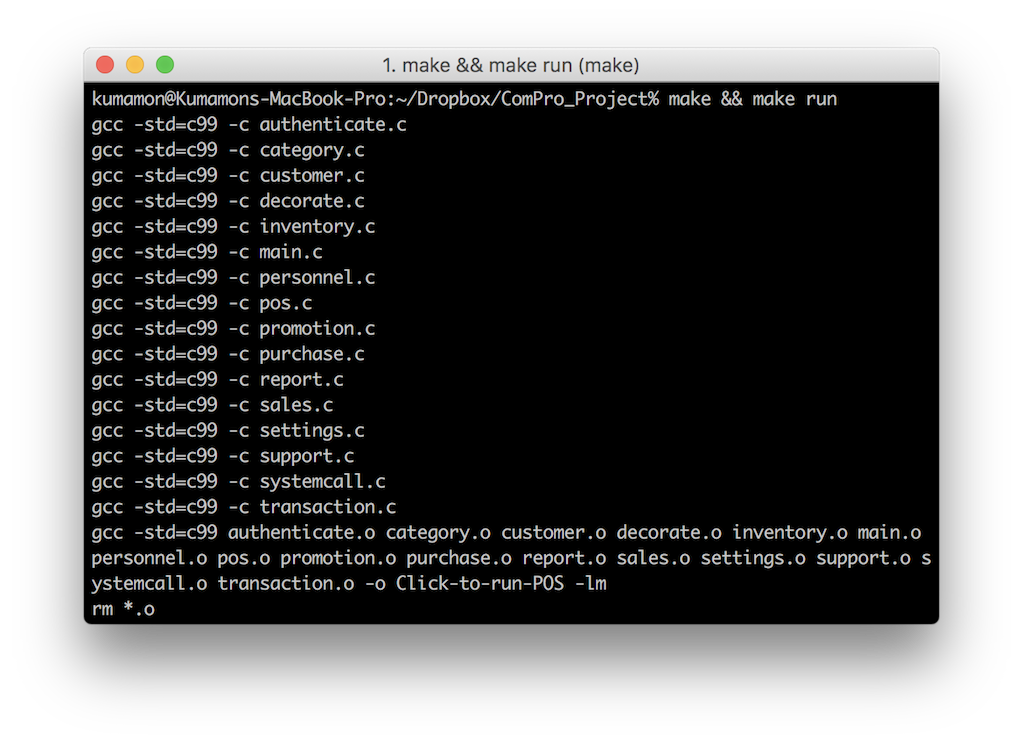 1. make && make run (make)
kumamon@Kumamons-MacBook-Pro:~/Dropbox/ComPro_Project% make && make run
gcc -std=c99 -c authenticate.c
gcc -std=c99 -c category.c
gcc -std=c99 -c customer.c
gcc -std=c99 -c decorate.c
gcc -std=c99 -c inventory.c
gcc -std=c99 -c main.c
gcc -std=c99 -c personnel.c
gcc -std=c99 -c pos.c
gcc -std=c99 -c promotion.c
gcc -std=c99 -c purchase.c
gcc -std=c99 -c report.c
gcc -std=c99 -c sales.c
gcc -std=c99 -c settings.c
gcc -std=c99 -c support.c
gcc -std=c99 -c systemcall.c
gcc -std=c99 -c transaction.c
gcc -std=c99 authenticate.o category.o customer.o decorate.o inventory.o main.o
personnel.o pos.o promotion.o purchase.o report.o sales.o settings.o support.o s
ystemcall.o transaction.o -o Click-to-run-POS -lm
rm *.o